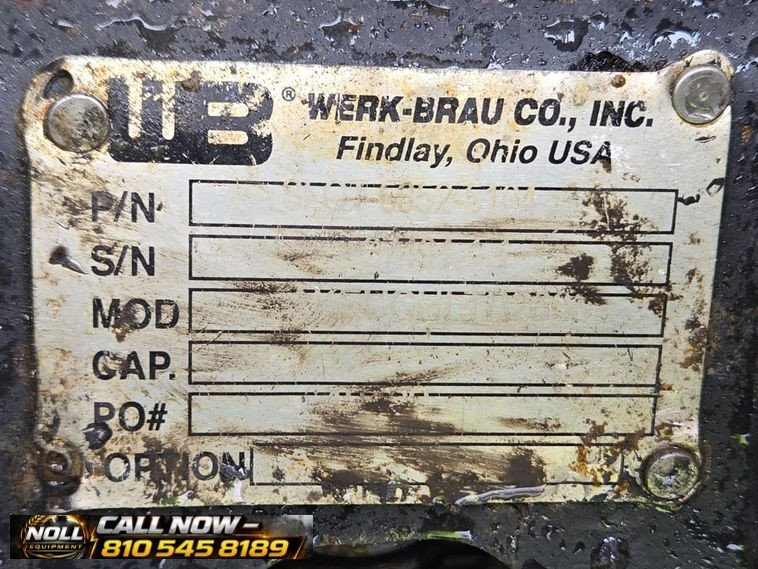 WB® WERK-BRAU CO., INC.
Findlay, Ohio USA
P/N
S/N
MOD
CAP.
PO#
OPTION
NOLL EQUIPMENT
CALL NOW -
810 545 8189